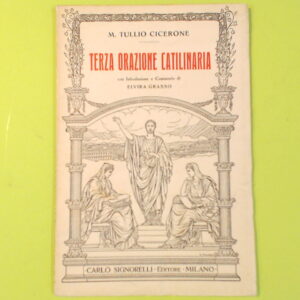 M. TULLIO CICERONE
TERZA ORAZIONE CATILINARIA
con Introduzione e Commento di
ELVIRA GRASSO
CARLO SIGNORELLI - EDITORE - MILANO